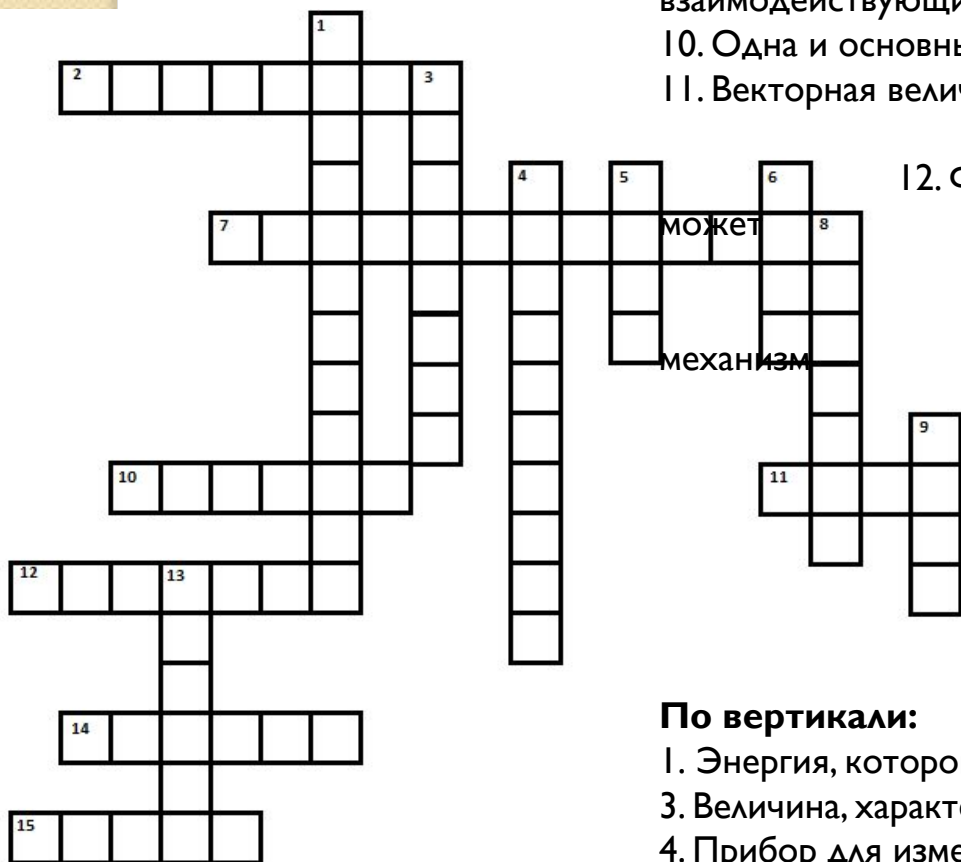 взаимодействующи
10. Одна и основны
11. Векторная велич
12.
может
механизм
1
2
3
4
5
6
7
8
9
10
11
12
13
14
15
По вертикали:
1. Энергия, которо
3. Величина, характе
4. Прибор для изме